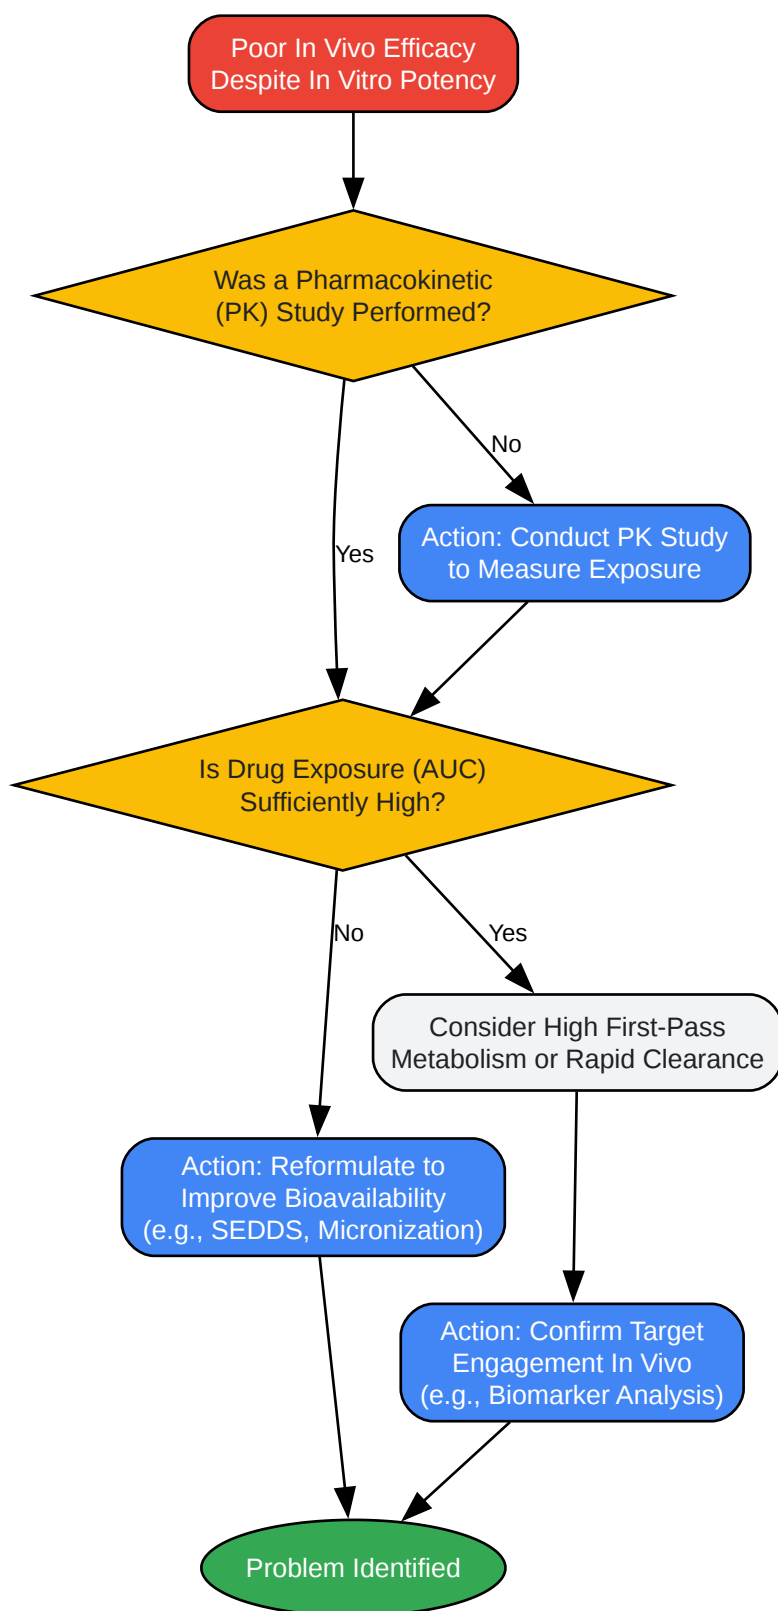 Poor In Vivo Efficacy
Despite In Vitro Potency
Was a Pharmacokinetic
(PK) Study Performed?
No
Action: Conduct PK Study
to Measure Exposure
Yes
Is Drug Exposure (AUC)
Sufficiently High?
No
Yes
Consider High First-Pass
Metabolism or Rapid Clearance
Action: Reformulate to
Improve Bioavailability
(e.g., SEDDS, Micronization)
Action: Confirm Target
Engagement In Vivo
(e.g., Biomarker Analysis)
Problem Identified